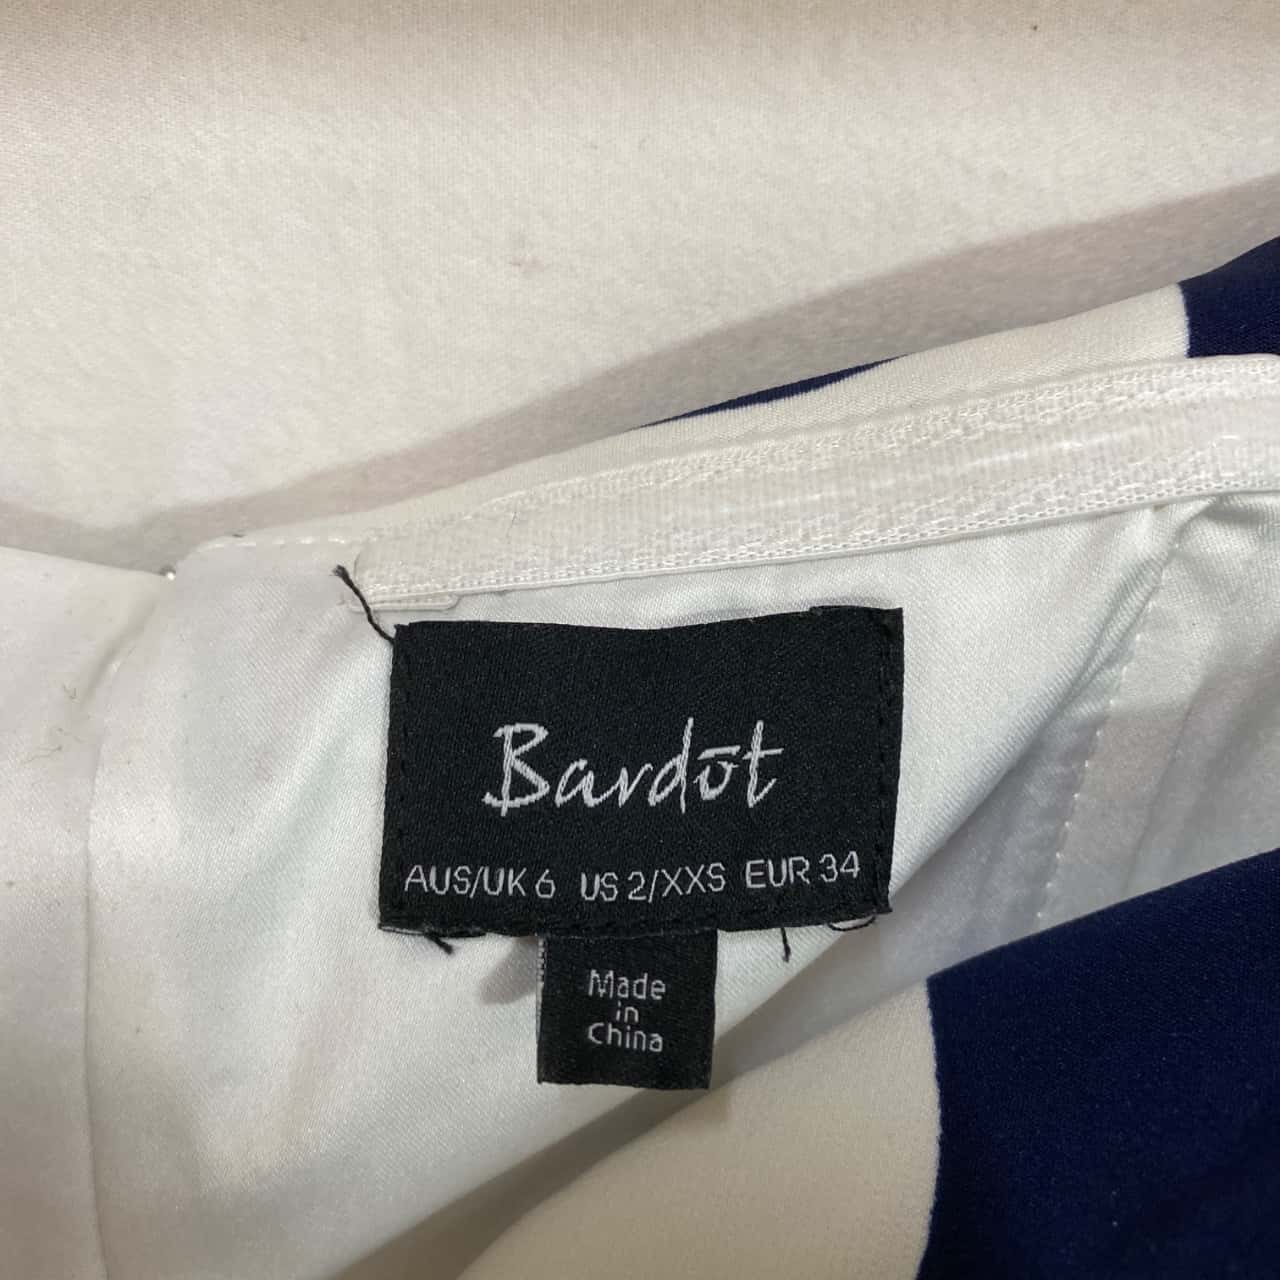 Bardōt
AUS/UK 6 US 2/XXS EUR 34
Made
in
China